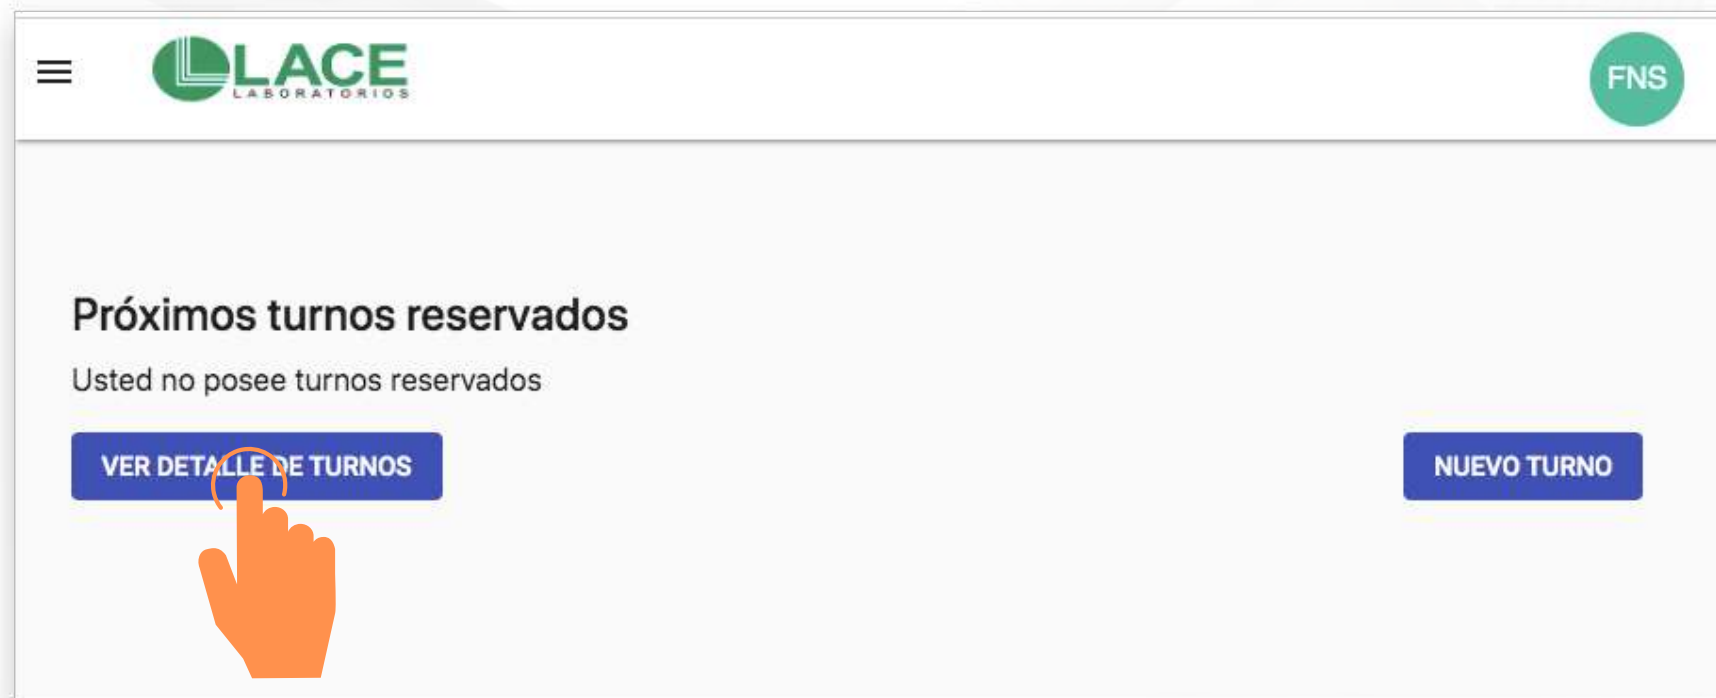 LACE
LABORATORIOS
FNS
Próximos turnos reservados
Usted no posee turnos reservados
VER DETALLE DE TURNOS
NUEVO TURNO